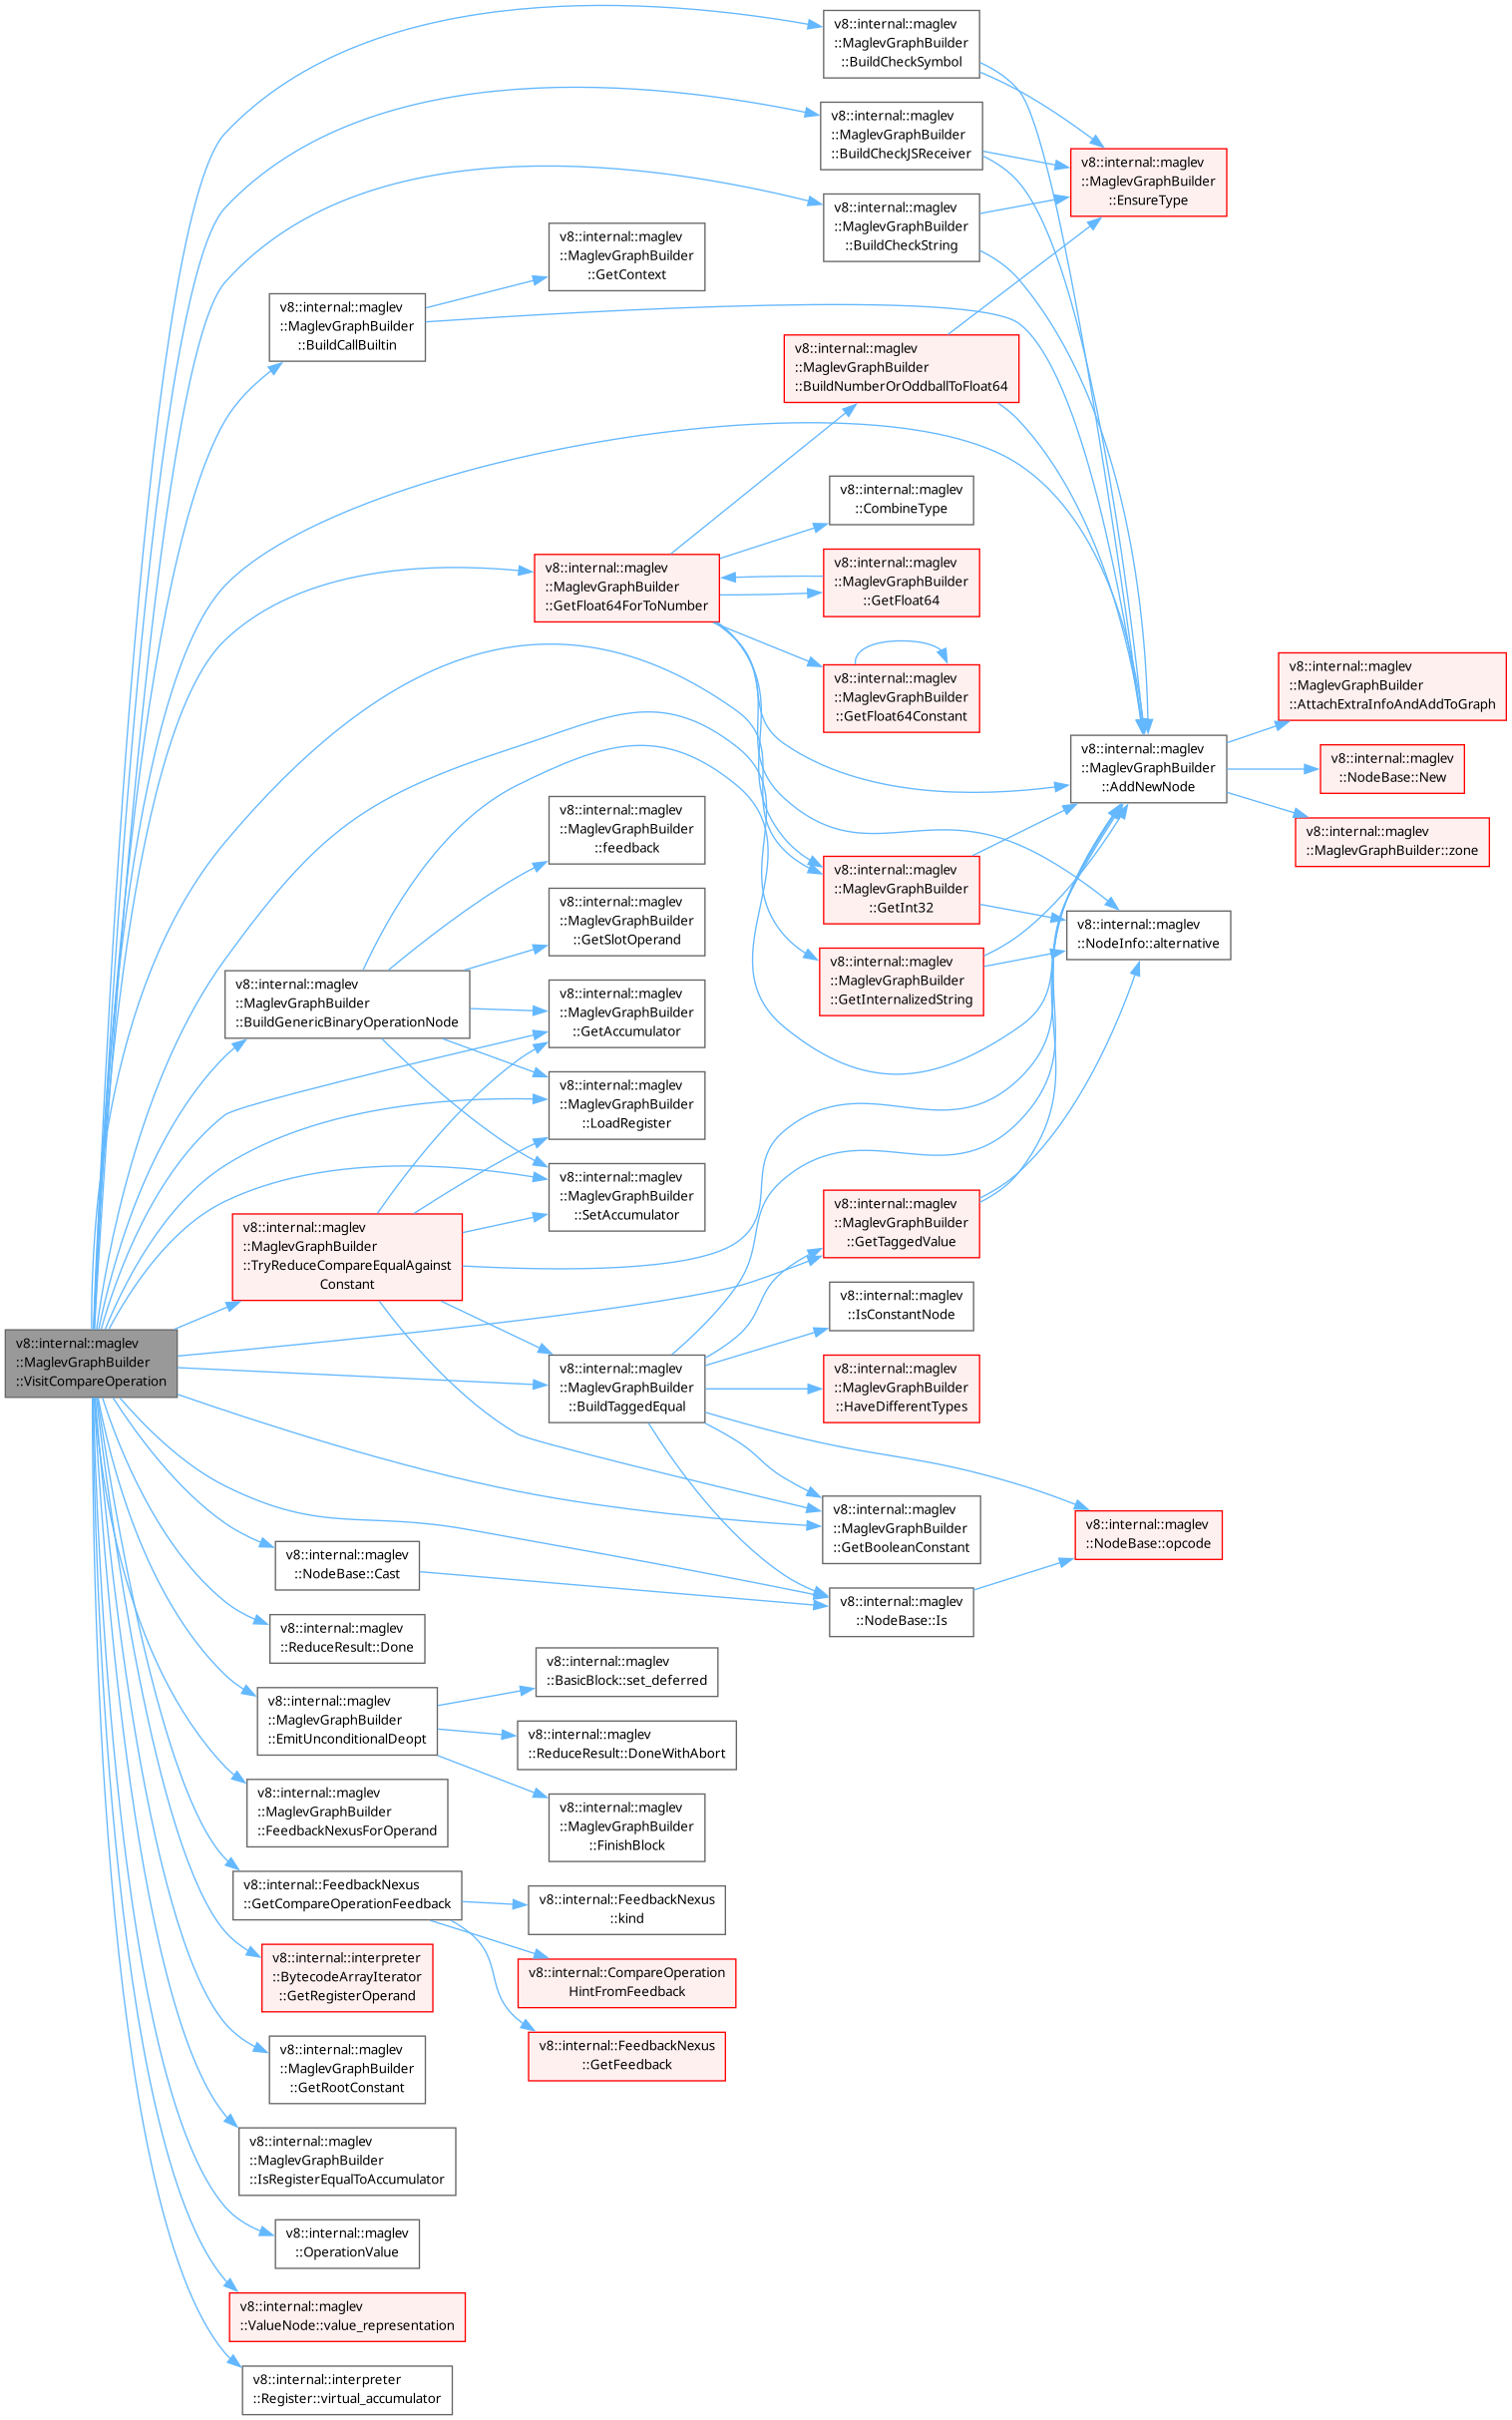 v8::internal::maglev
::MaglevGraphBuilder
::BuildCheckSymbol
v8::internal::maglev
::MaglevGraphBuilder
::BuildCheckJSReceiver
v8::internal::maglev
::MaglevGraphBuilder
::EnsureType
v8::internal::maglev
::MaglevGraphBuilder
::BuildCheckString
v8::internal::maglev
::MaglevGraphBuilder
::GetContext
v8::internal::maglev
::MaglevGraphBuilder
::BuildCallBuiltin
v8::internal::maglev
::MaglevGraphBuilder
::BuildNumberOrOddballToFloat64
v8::internal::maglev
::CombineType
v8::internal::maglev
::MaglevGraphBuilder
::GetFloat64ForToNumber
v8::internal::maglev
::MaglevGraphBuilder
::GetFloat64
v8::internal::maglev
::MaglevGraphBuilder
::GetFloat64Constant
v8::internal::maglev
::MaglevGraphBuilder
::AttachExtraInfoAndAddToGraph
v8::internal::maglev
::MaglevGraphBuilder
::AddNewNode
v8::internal::maglev
::NodeBase::New
v8::internal::maglev
::MaglevGraphBuilder::zone
v8::internal::maglev
::MaglevGraphBuilder
::feedback
v8::internal::maglev
::MaglevGraphBuilder
::GetInt32
v8::internal::maglev
::MaglevGraphBuilder
::GetSlotOperand
v8::internal::maglev
::NodeInfo::alternative
v8::internal::maglev
::MaglevGraphBuilder
::GetInternalizedString
v8::internal::maglev
::MaglevGraphBuilder
::BuildGenericBinaryOperationNode
v8::internal::maglev
::MaglevGraphBuilder
::GetAccumulator
v8::internal::maglev
::MaglevGraphBuilder
::LoadRegister
v8::internal::maglev
::MaglevGraphBuilder
::SetAccumulator
v8::internal::maglev
::MaglevGraphBuilder
::GetTaggedValue
v8::internal::maglev
::MaglevGraphBuilder
::TryReduceCompareEqualAgainst
Constant
v8::internal::maglev
::IsConstantNode
v8::internal::maglev
::MaglevGraphBuilder
::VisitCompareOperation
v8::internal::maglev
::MaglevGraphBuilder
::BuildTaggedEqual
v8::internal::maglev
::MaglevGraphBuilder
::HaveDifferentTypes
v8::internal::maglev
::MaglevGraphBuilder
::GetBooleanConstant
v8::internal::maglev
::NodeBase::opcode
v8::internal::maglev
::NodeBase::Cast
v8::internal::maglev
::NodeBase::Is
v8::internal::maglev
::ReduceResult::Done
v8::internal::maglev
::BasicBlock::set_deferred
v8::internal::maglev
::MaglevGraphBuilder
::EmitUnconditionalDeopt
v8::internal::maglev
::ReduceResult::DoneWithAbort
v8::internal::maglev
::MaglevGraphBuilder
::FeedbackNexusForOperand
v8::internal::maglev
::MaglevGraphBuilder
::FinishBlock
v8::internal::FeedbackNexus
::GetCompareOperationFeedback
v8::internal::FeedbackNexus
::kind
v8::internal::interpreter
::BytecodeArrayIterator
::GetRegisterOperand
v8::internal::CompareOperation
HintFromFeedback
v8::internal::FeedbackNexus
::GetFeedback
v8::internal::maglev
::MaglevGraphBuilder
::GetRootConstant
v8::internal::maglev
::MaglevGraphBuilder
::IsRegisterEqualToAccumulator
v8::internal::maglev
::OperationValue
v8::internal::maglev
::ValueNode::value_representation
v8::internal::interpreter
::Register::virtual_accumulator